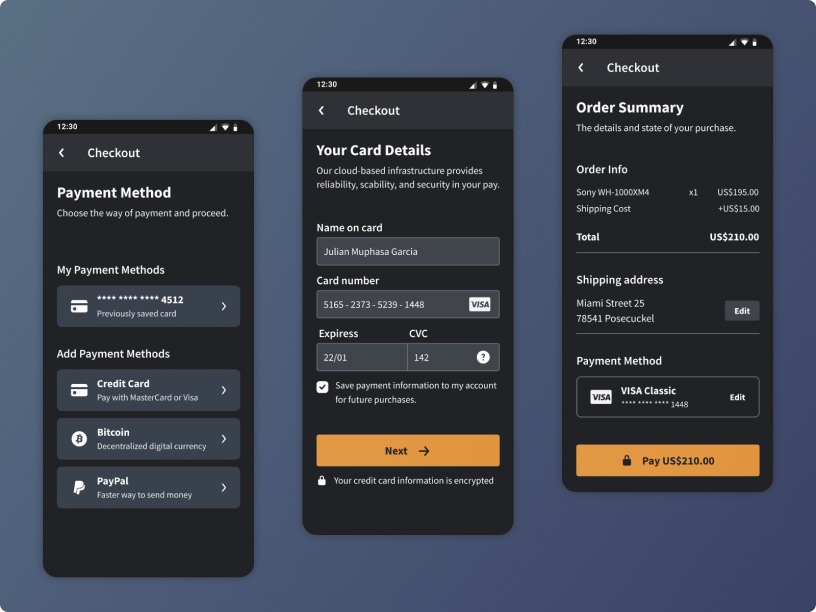 12:30
Checkout
Payment Method
Choose the way of payment and proceed.
My Payment Methods
**** **** **** 4512
Previously saved card
Add Payment Methods
Credit Card
Pay with MasterCard or Visa
Bitcoin
Decentralized digital currency
PayPal
Faster way to send money
12:30
Checkout
Your Card Details
Our cloud-based infrastructure provides
reliability, scability, and security in your pay.
Name on card
Julian Muphasa Garcia
Card number
5165 - 2373 - 5239 - 1448 VISA
Expiress CVC
22/01 142 ?
Save payment information to my account
for future purchases.
Next →
Your credit card information is encrypted
12:30
Checkout
Order Summary
The details and state of your purchase.
Order Info
Sony WH-1000XM4 x1 US$195.00
Shipping Cost +US$15.00
Total US$210.00
Shipping address
Miami Street 25
78541 Posecuckel
Edit
Payment Method
VISA VISA Classic
**** **** **** 1448
Edit
Pay US$210.00